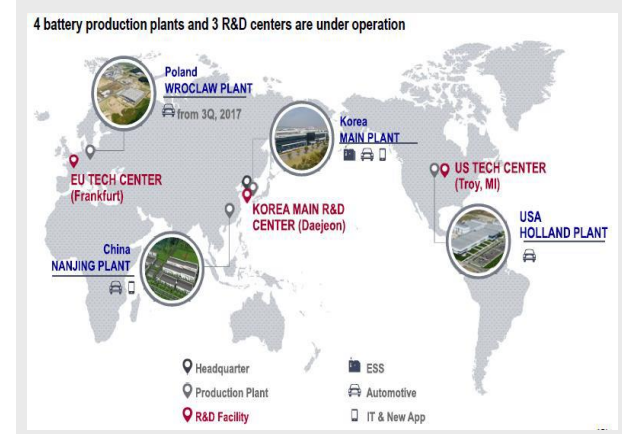 4 battery production plants and 3 R&D centers are under operation
Poland
WROCLAW PLANT
from 3Q, 2017
Korea
MAIN PLANT
EU TECH CENTER
(Frankfurt)
US TECH CENTER
(Troy, MI)
KOREA MAIN R&D
CENTER (Daejeon)
USA
HOLLAND PLANT
China
NANJING PLANT
Headquarter
ESS
Production Plant
Automotive
R&D Facility
IT & New App